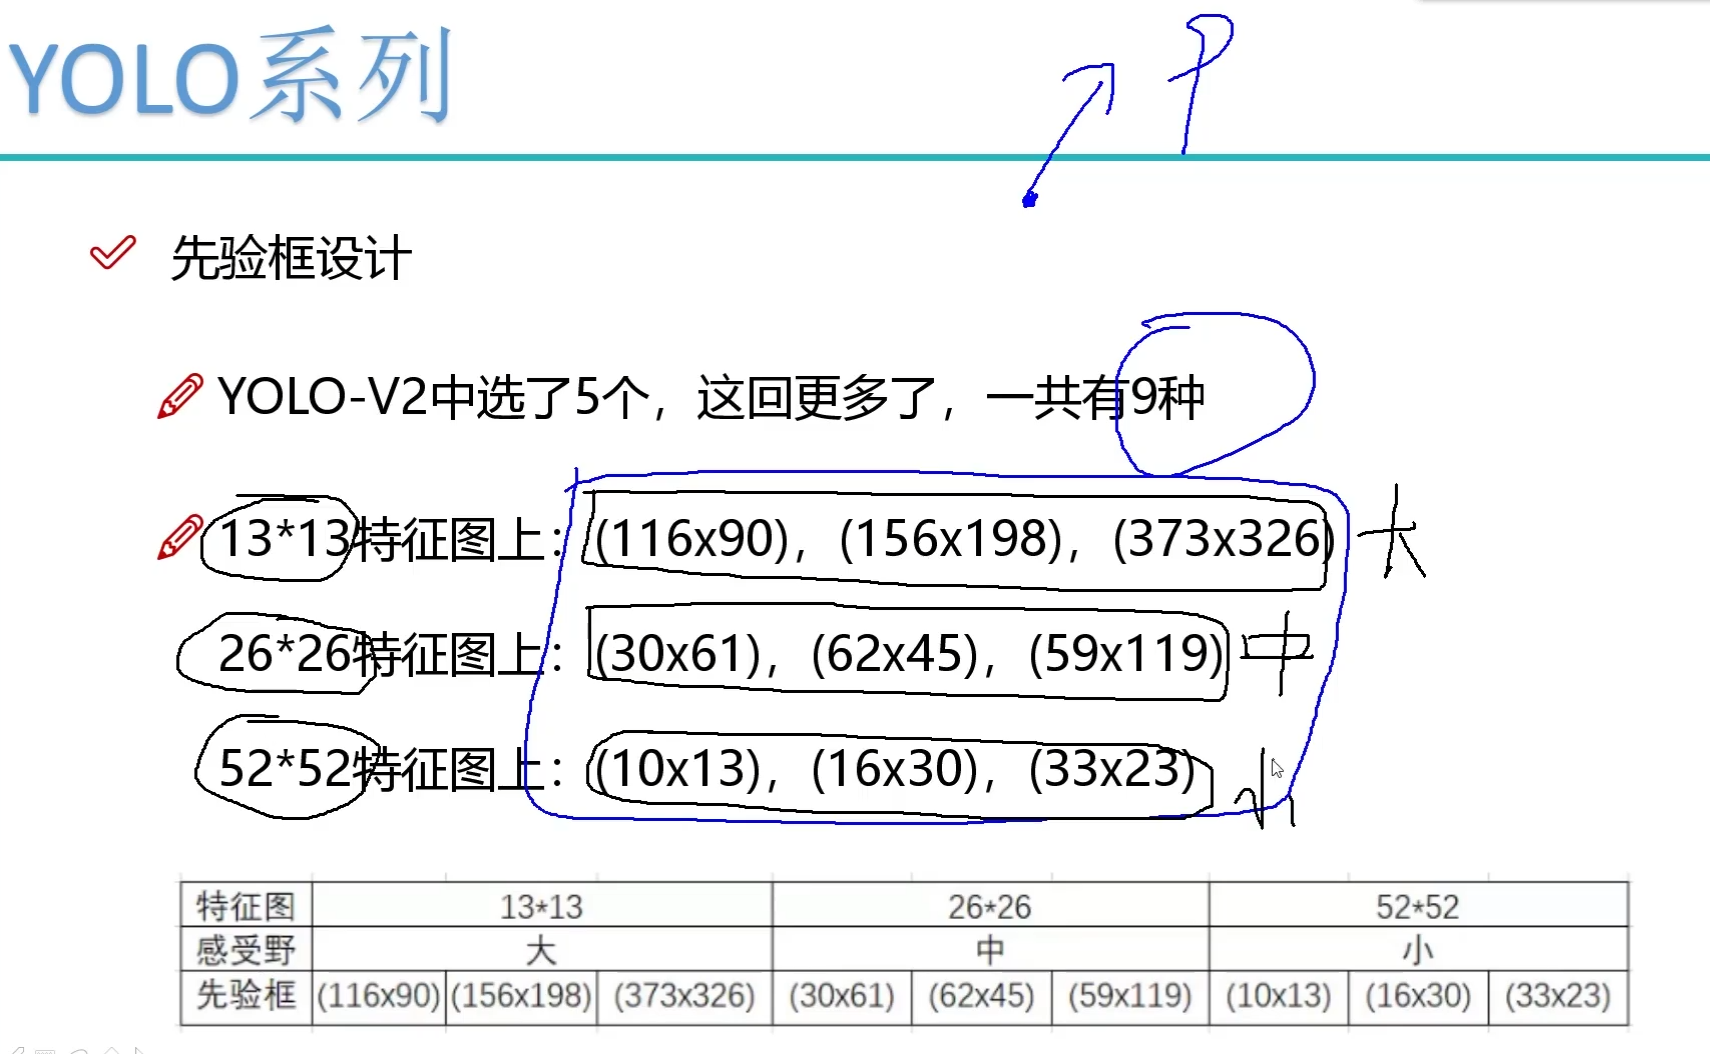 YOLO系列
9
先验框设计
YOLO-V2中选了5个，这回更多了，一共有9种
13*13特征图上：(116x90)，(156x198)，(373x326) 大
26*26特征图上：(30x61)，(62x45)，(59x119) 中
52*52特征图上：(10x13)，(16x30)，(33x23) 小
特征图 13*13 26*26 52*52
感受野 大 中 小
先验框 (116x90) (156x198) (373x326) (30x61) (62x45) (59x119) (10x13) (16x30) (33x23)